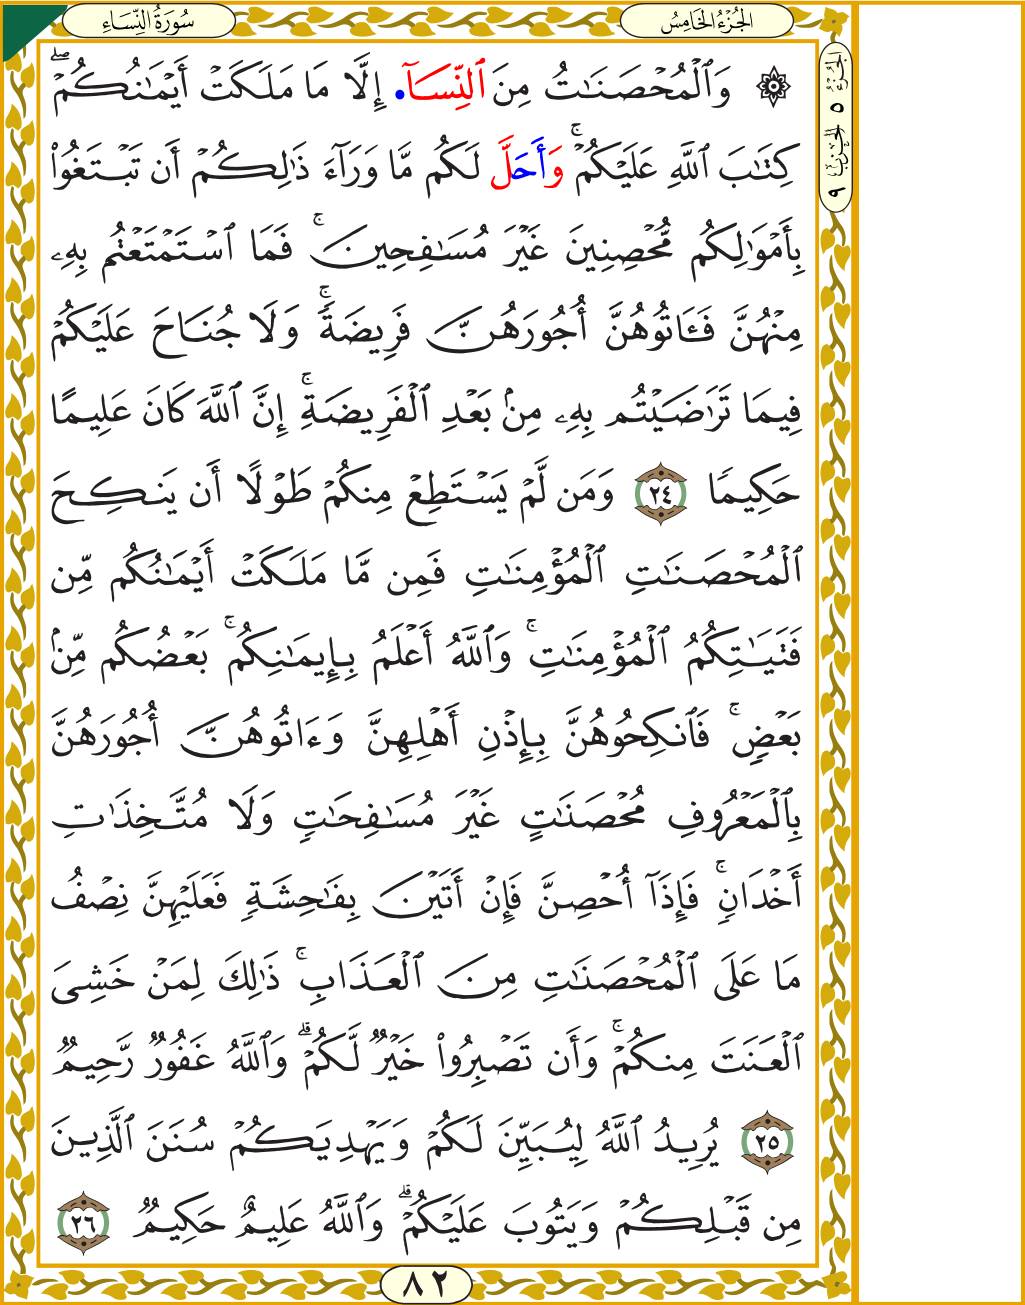 سُورَةُ النِّسَاءِ
الجُزْءُ الخَامِسُ
الجُزْءُ ٥ الحِزْبُ ٩
۞ وَٱلْمُحْصَنَـٰتُ مِنَ ٱلنِّسَآ. إِلَّا مَا مَلَكَتْ أَيْمَـٰنُكُمْ ۖ
كِتَـٰبَ ٱللَّهِ عَلَيْكُمْ ۚ وَأَحَلَّ لَكُم مَّا وَرَآءَ ذَٰلِكُمْ أَن تَبْتَغُوا۟
بِأَمْوَٰلِكُم مُّحْصِنِينَ غَيْرَ مُسَـٰفِحِينَ ۚ فَمَا ٱسْتَمْتَعْتُم بِهِۦ
مِنْهُنَّ فَـَٔاتُوهُنَّ أُجُورَهُنَّ فَرِيضَةً ۚ وَلَا جُنَاحَ عَلَيْكُمْ
فِيمَا تَرَٰضَيْتُم بِهِۦ مِنۢ بَعْدِ ٱلْفَرِيضَةِ ۚ إِنَّ ٱللَّهَ كَانَ عَلِيمًا
حَكِيمًا ٢٤ وَمَن لَّمْ يَسْتَطِعْ مِنكُمْ طَوْلًا أَن يَنكِحَ
ٱلْمُحْصَنَـٰتِ ٱلْمُؤْمِنَـٰتِ فَمِن مَّا مَلَكَتْ أَيْمَـٰنُكُم مِّن
فَتَيَـٰتِكُمُ ٱلْمُؤْمِنَـٰتِ ۚ وَٱللَّهُ أَعْلَمُ بِإِيمَـٰنِكُم ۚ بَعْضُكُم مِّنۢ
بَعْضٍ ۚ فَٱنكِحُوهُنَّ بِإِذْنِ أَهْلِهِنَّ وَءَاتُوهُنَّ أُجُورَهُنَّ
بِٱلْمَعْرُوفِ مُحْصَنَـٰتٍ غَيْرَ مُسَـٰفِحَـٰتٍ وَلَا مُتَّخِذَٰتِ
أَخْدَانٍ ۚ فَإِذَآ أُحْصِنَّ فَإِنْ أَتَيْنَ بِفَـٰحِشَةٍ فَعَلَيْهِنَّ نِصْفُ
مَا عَلَى ٱلْمُحْصَنَـٰتِ مِنَ ٱلْعَذَابِ ۚ ذَٰلِكَ لِمَنْ خَشِىَ
ٱلْعَنَتَ مِنكُمْ ۚ وَأَن تَصْبِرُوا۟ خَيْرٌ لَّكُمْ ۗ وَٱللَّهُ غَفُورٌ رَّحِيمٌ
٢٥ يُرِيدُ ٱللَّهُ لِيُبَيِّنَ لَكُمْ وَيَهْدِيَكُمْ سُنَنَ ٱلَّذِينَ
مِن قَبْلِكُمْ وَيَتُوبَ عَلَيْكُمْ ۗ وَٱللَّهُ عَلِيمٌ حَكِيمٌ ٢٦
٨٢